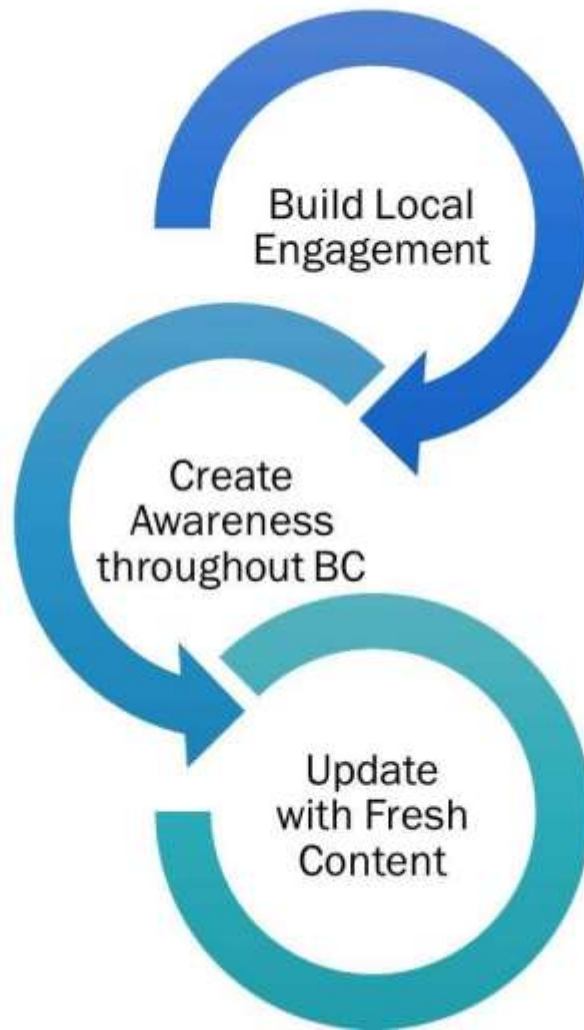 Build Local
Engagement
Create
Awareness
throughout BC
Update
with Fresh
Content